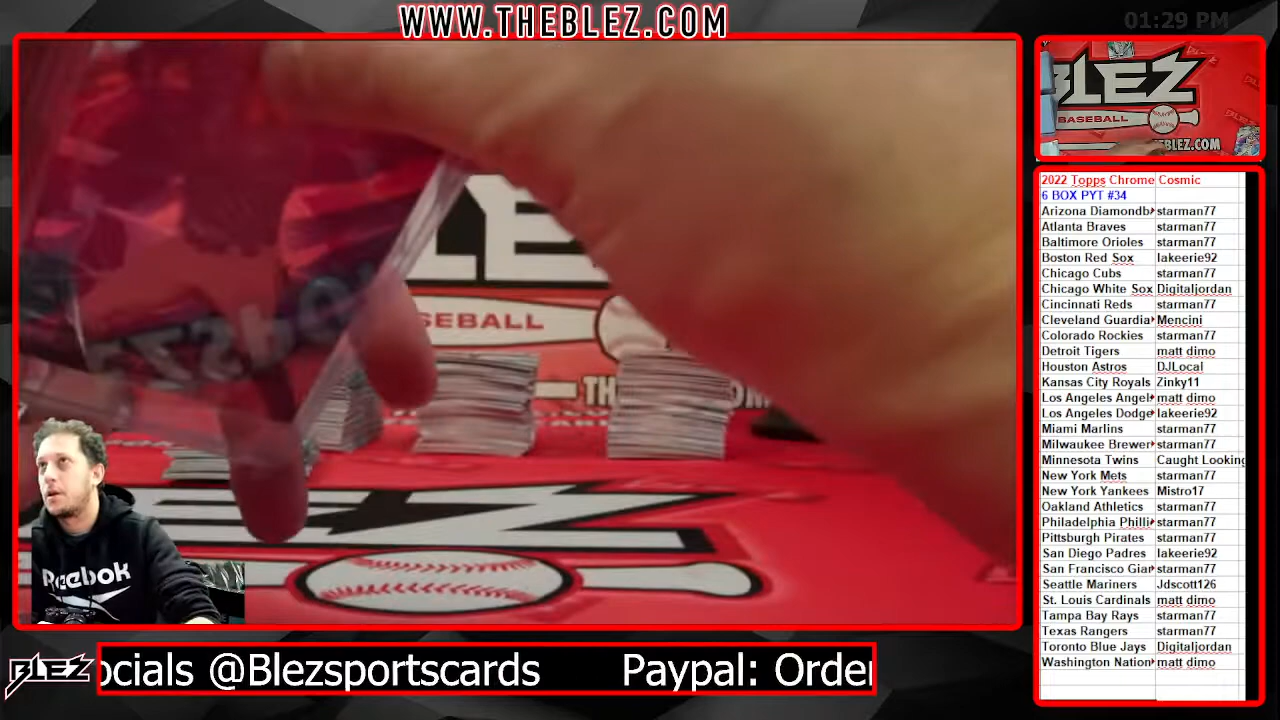 WWW.THEBLEZ.COM
01:29 PM
BLEZ
BASEBALL
BLEZ.COM
2022 Topps Chrome Cosmic
6 BOX PYT #34
Arizona Diamondb starman77
Atlanta Braves starman77
Baltimore Orioles starman77
Boston Red Sox lakeerie92
Chicago Cubs starman77
Chicago White Sox Digitaljordan
Cincinnati Reds starman77
Cleveland Guardia Mencini
Colorado Rockies starman77
Detroit Tigers matt dimo
Houston Astros DJLocal
Kansas City Royals Zinky11
Los Angeles Angel matt dimo
Los Angeles Dodge lakeerie92
Miami Marlins starman77
Milwaukee Brewer starman77
Minnesota Twins Caught Looking
New York Mets starman77
New York Yankees Mistro17
Oakland Athletics starman77
Philadelphia Philli starman77
Pittsburgh Pirates starman77
San Diego Padres lakeerie92
San Francisco Gian starman77
Seattle Mariners Jdscott126
St. Louis Cardinals matt dimo
Tampa Bay Rays starman77
Texas Rangers starman77
Toronto Blue Jays Digitaljordan
Washington Nation matt dimo
LE
SEBALL
TH
OM
EZ
Reebok
BLEZ
ocials @Blezsportscards Paypal: Order